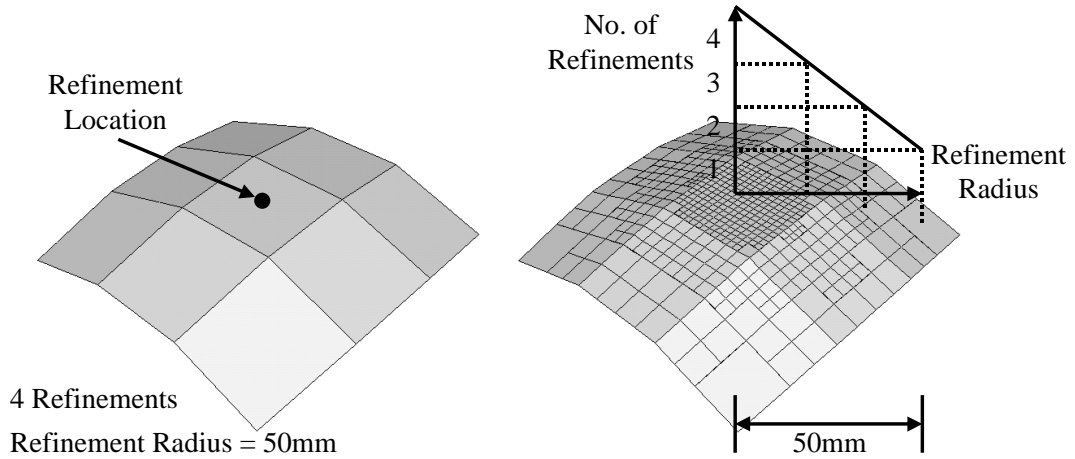 Refinement
Location
4 Refinements
Refinement Radius = 50mm
No. of
Refinements
4
3
2
1
Refinement
Radius
50mm